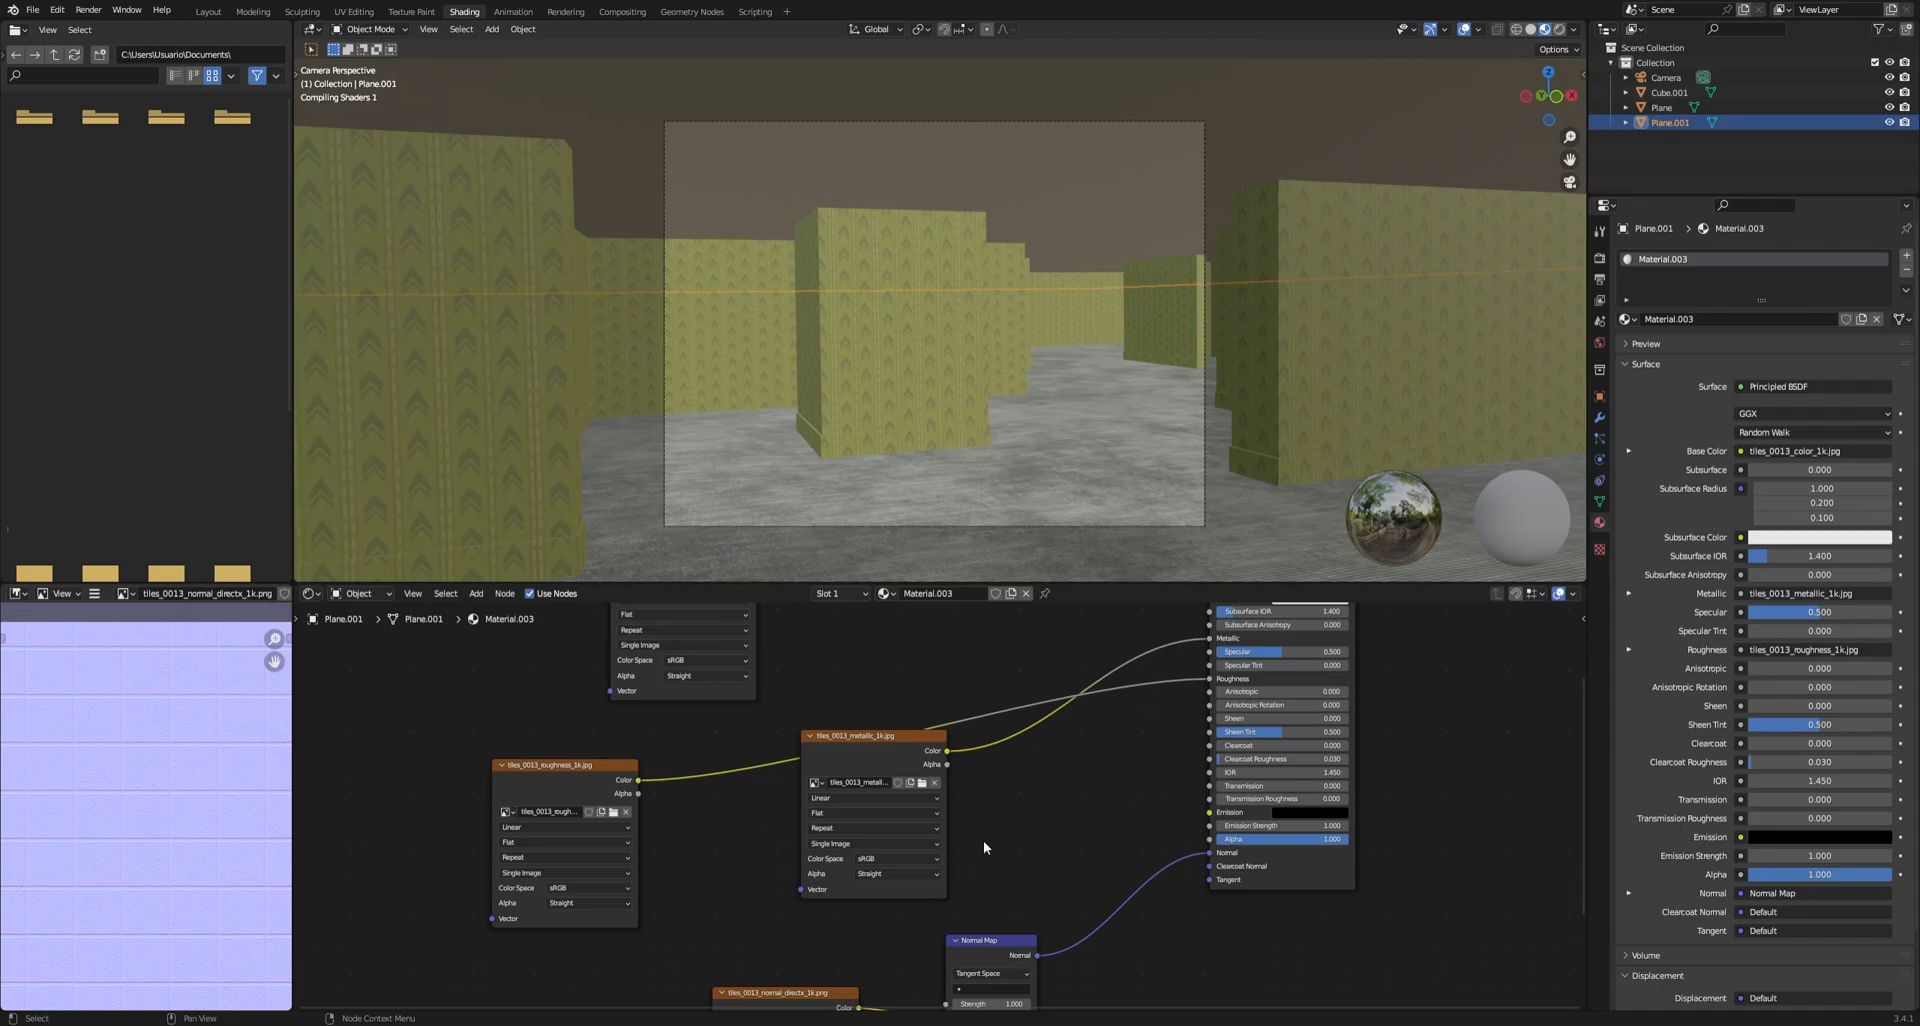 File Edit Render Window Help
Layout Modeling Sculpting UV Editing Texture Paint Shading Animation Rendering Compositing Geometry Nodes Scripting +
Scene
ViewLayer
View Select
C:\Users\Usuario\Documents\
Object Mode View Select Add Object
Global
Options
Camera Perspective
(1) Collection | Plane.001
Compiling Shaders 1
Z
Y
X
Scene Collection
Collection
Camera
Cube.001
Plane
Plane.001
Plane.001 > Material.003
Material.003
Material.003
Preview
Surface
Surface Principled BSDF
GGX
Random Walk
Base Color tiles_0013_color_1k.jpg
Subsurface 0.000
Subsurface Radius 1.000
0.200
0.100
Subsurface Color
Subsurface IOR 1.400
Subsurface Anisotropy 0.000
Metallic tiles_0013_metallic_1k.jpg
Specular 0.500
Specular Tint 0.000
Roughness tiles_0013_roughness_1k.jpg
Anisotropic 0.000
Anisotropic Rotation 0.000
Sheen 0.000
Sheen Tint 0.500
Clearcoat 0.000
Clearcoat Roughness 0.030
IOR 1.450
Transmission 0.000
Transmission Roughness 0.000
Emission
Emission Strength 1.000
Alpha 1.000
Normal Normal Map
Clearcoat Normal Default
Tangent Default
Volume
Displacement
Displacement Default
View tiles_0013_normal_directx_1k.png
Object View Select Add Node Use Nodes
Slot 1 Material.003
Plane.001 > Plane.001 > Material.003
Flat
Repeat
Single Image
Color Space sRGB
Alpha Straight
Vector
tiles_0013_roughness_1k.jpg
Color
Alpha
tiles_0013_rough...
Linear
Flat
Repeat
Single Image
Color Space sRGB
Alpha Straight
Vector
tiles_0013_metallic_1k.jpg
Color
Alpha
tiles_0013_metall...
Linear
Flat
Repeat
Single Image
Color Space sRGB
Alpha Straight
Vector
Subsurface IOR 1.400
Subsurface Anisotropy 0.000
Metallic
Specular 0.500
Specular Tint 0.000
Roughness
Anisotropic 0.000
Anisotropic Rotation 0.000
Sheen 0.000
Sheen Tint 0.500
Clearcoat 0.000
Clearcoat Roughness 0.030
IOR 1.450
Transmission 0.000
Transmission Roughness 0.000
Emission
Emission Strength 1.000
Alpha 1.000
Normal
Clearcoat Normal
Tangent
Normal Map
Normal
Tangent Space
Strength 1.000
tiles_0013_normal_directx_1k.png
Color
Select Pan View Node Context Menu
3.4.1